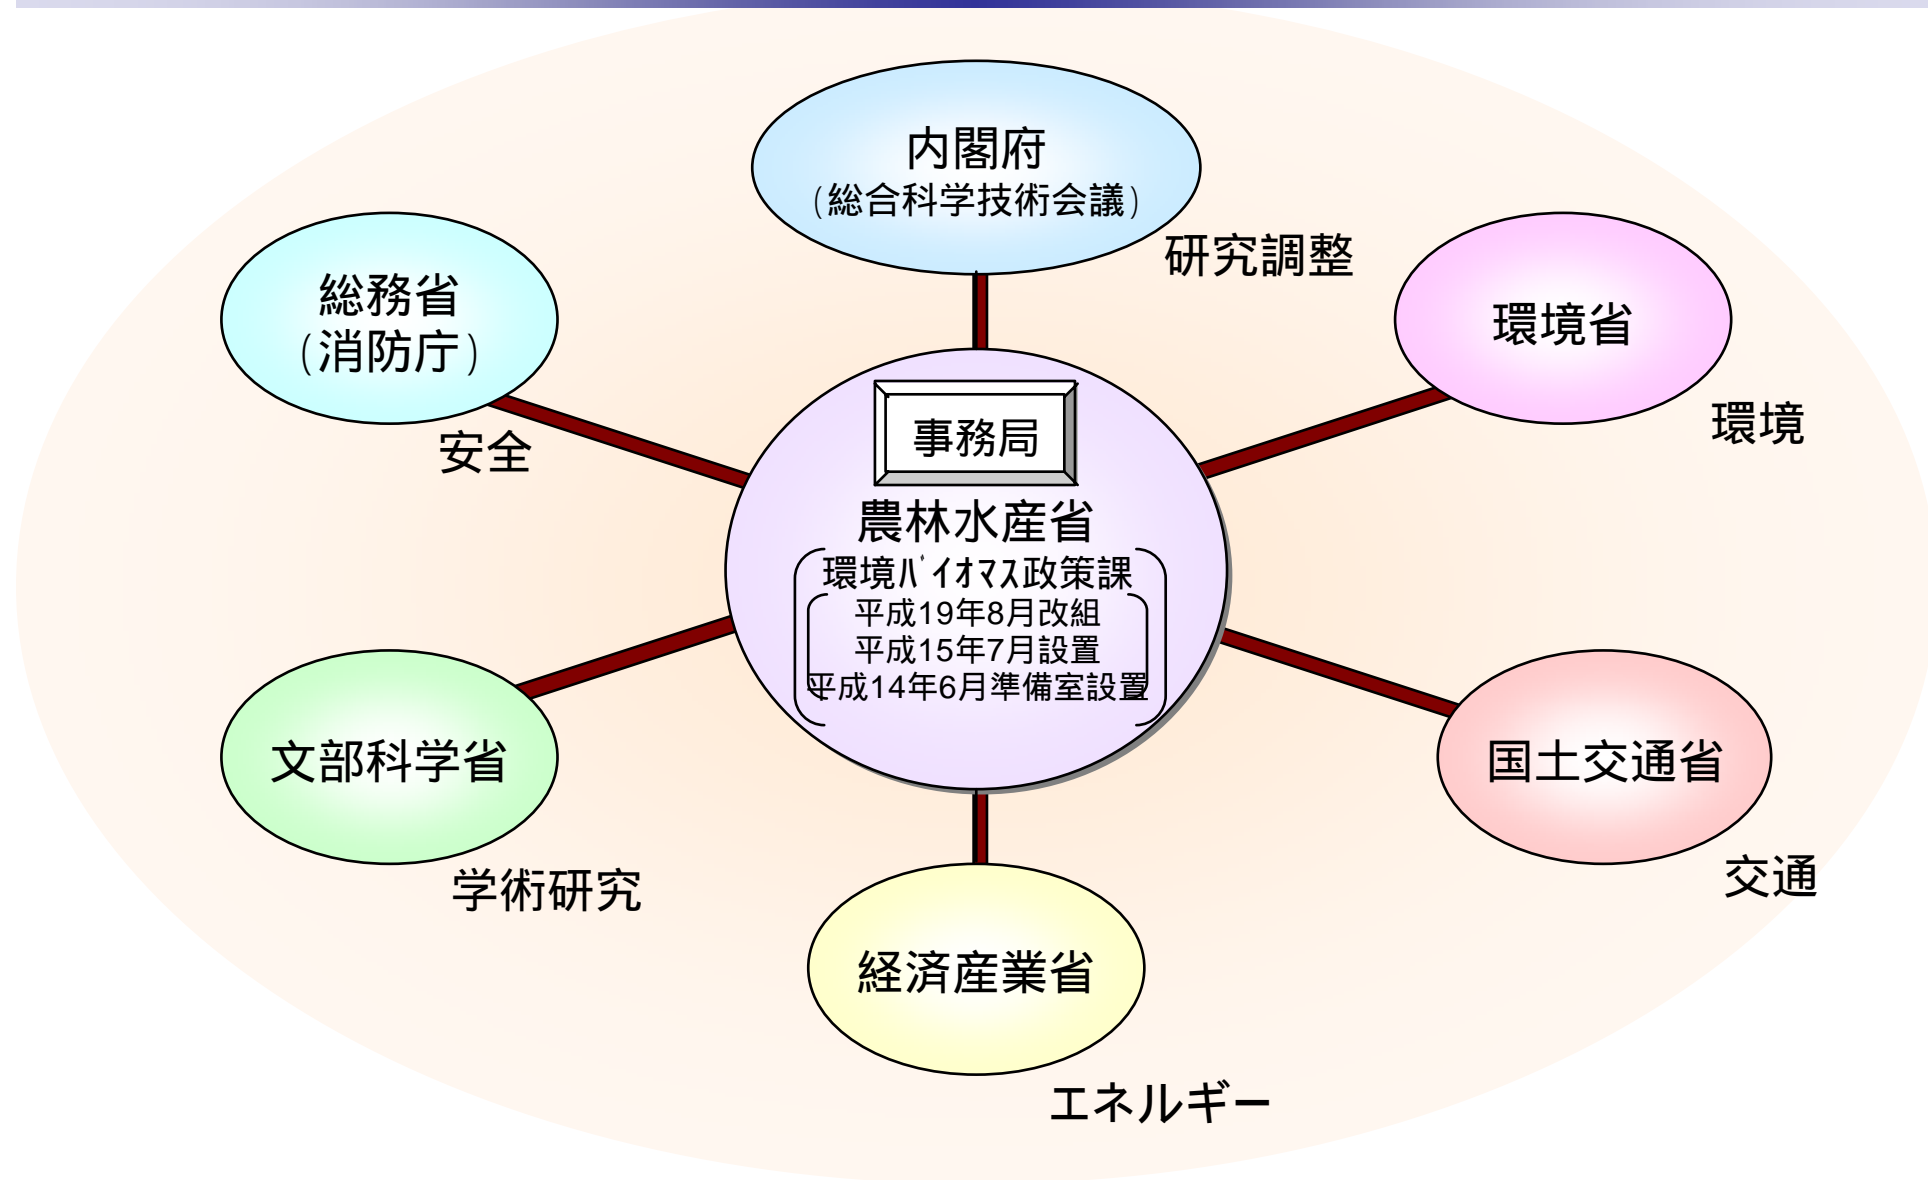 内閣府
(総合科学技術会議)
研究調整
総務省
(消防庁)
安全
環境省
環境
事務局
農林水産省
環境ﾊﾞｲｵﾏｽ政策課
平成19年8月改組
平成15年7月設置
平成14年6月準備室設置
文部科学省
学術研究
国土交通省
交通
経済産業省
エネルギー